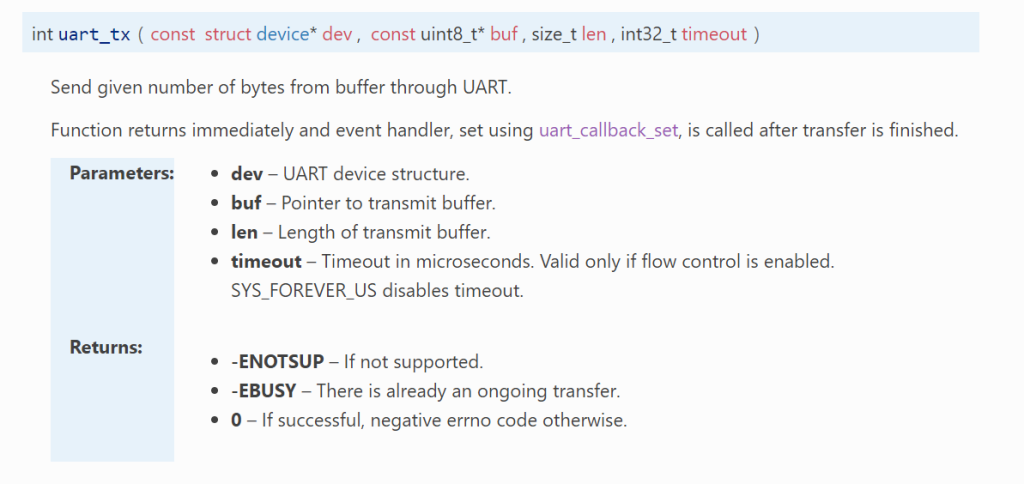 int uart_tx ( const struct device* dev , const uint8_t* buf , size_t len , int32_t timeout )
Send given number of bytes from buffer through UART.
Function returns immediately and event handler, set using uart_callback_set, is called after transfer is finished.
Parameters:
• dev – UART device structure.
• buf – Pointer to transmit buffer.
• len – Length of transmit buffer.
• timeout – Timeout in microseconds. Valid only if flow control is enabled.
SYS_FOREVER_US disables timeout.
Returns:
• -ENOTSUP – If not supported.
• -EBUSY – There is already an ongoing transfer.
• 0 – If successful, negative errno code otherwise.